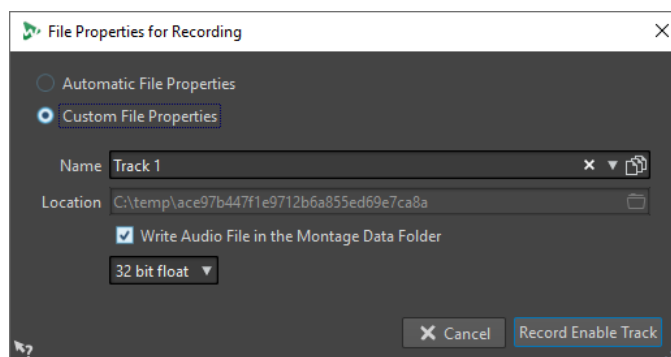 File Properties for Recording
Automatic File Properties
Custom File Properties
Name Track 1
Location C:\temp\ace97b447f1e9712b6a855ed69e7ca8a
Write Audio File in the Montage Data Folder
32 bit float
Cancel Record Enable Track